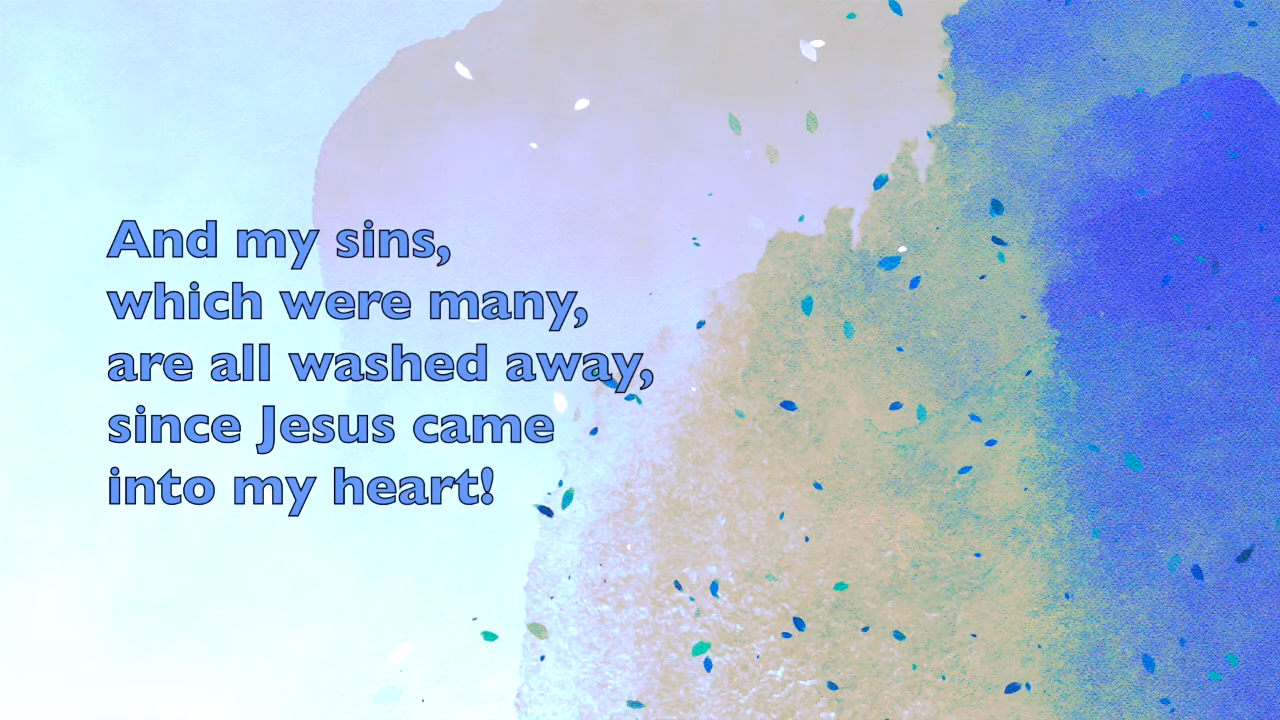 And my sins,
which were many,
are all washed away,
since Jesus came
into my heart!